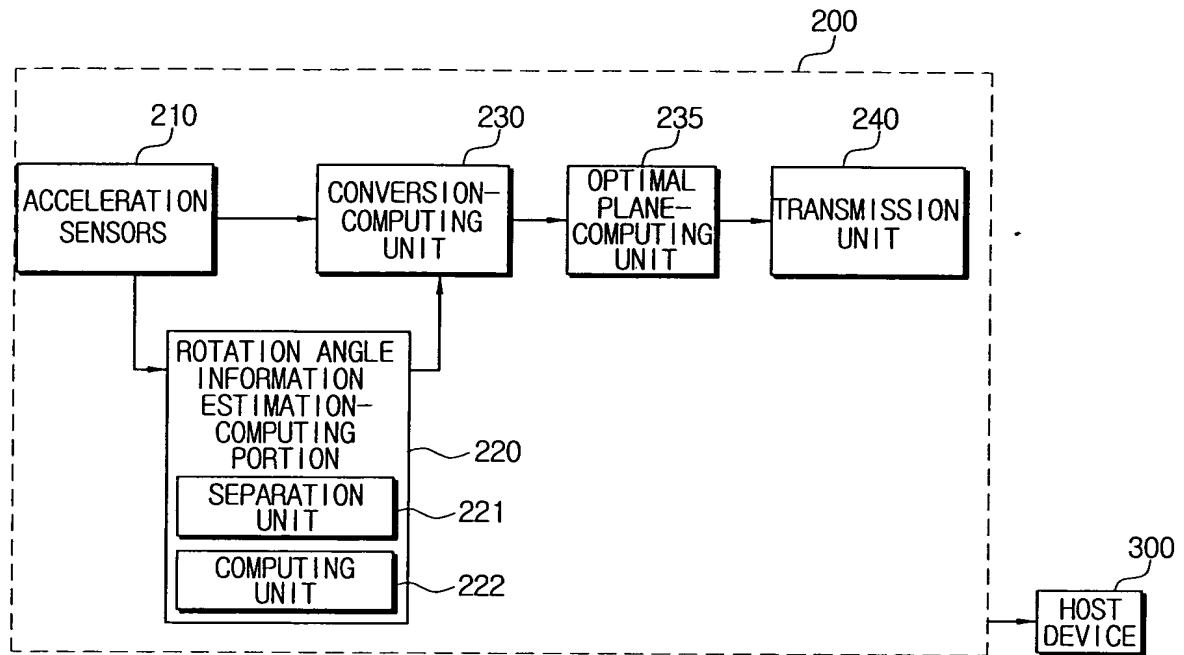 200
210
230
235
240
ACCELERATION
SENSORS
CONVERSION-
COMPUTING
UNIT
OPTIMAL
PLANE-
COMPUTING
UNIT
TRANSMISSION
UNIT
ROTATION ANGLE
INFORMATION
ESTIMATION-
COMPUTING
PORTION
220
SEPARATION
UNIT
221
COMPUTING
UNIT
222
300
HOST
DEVICE